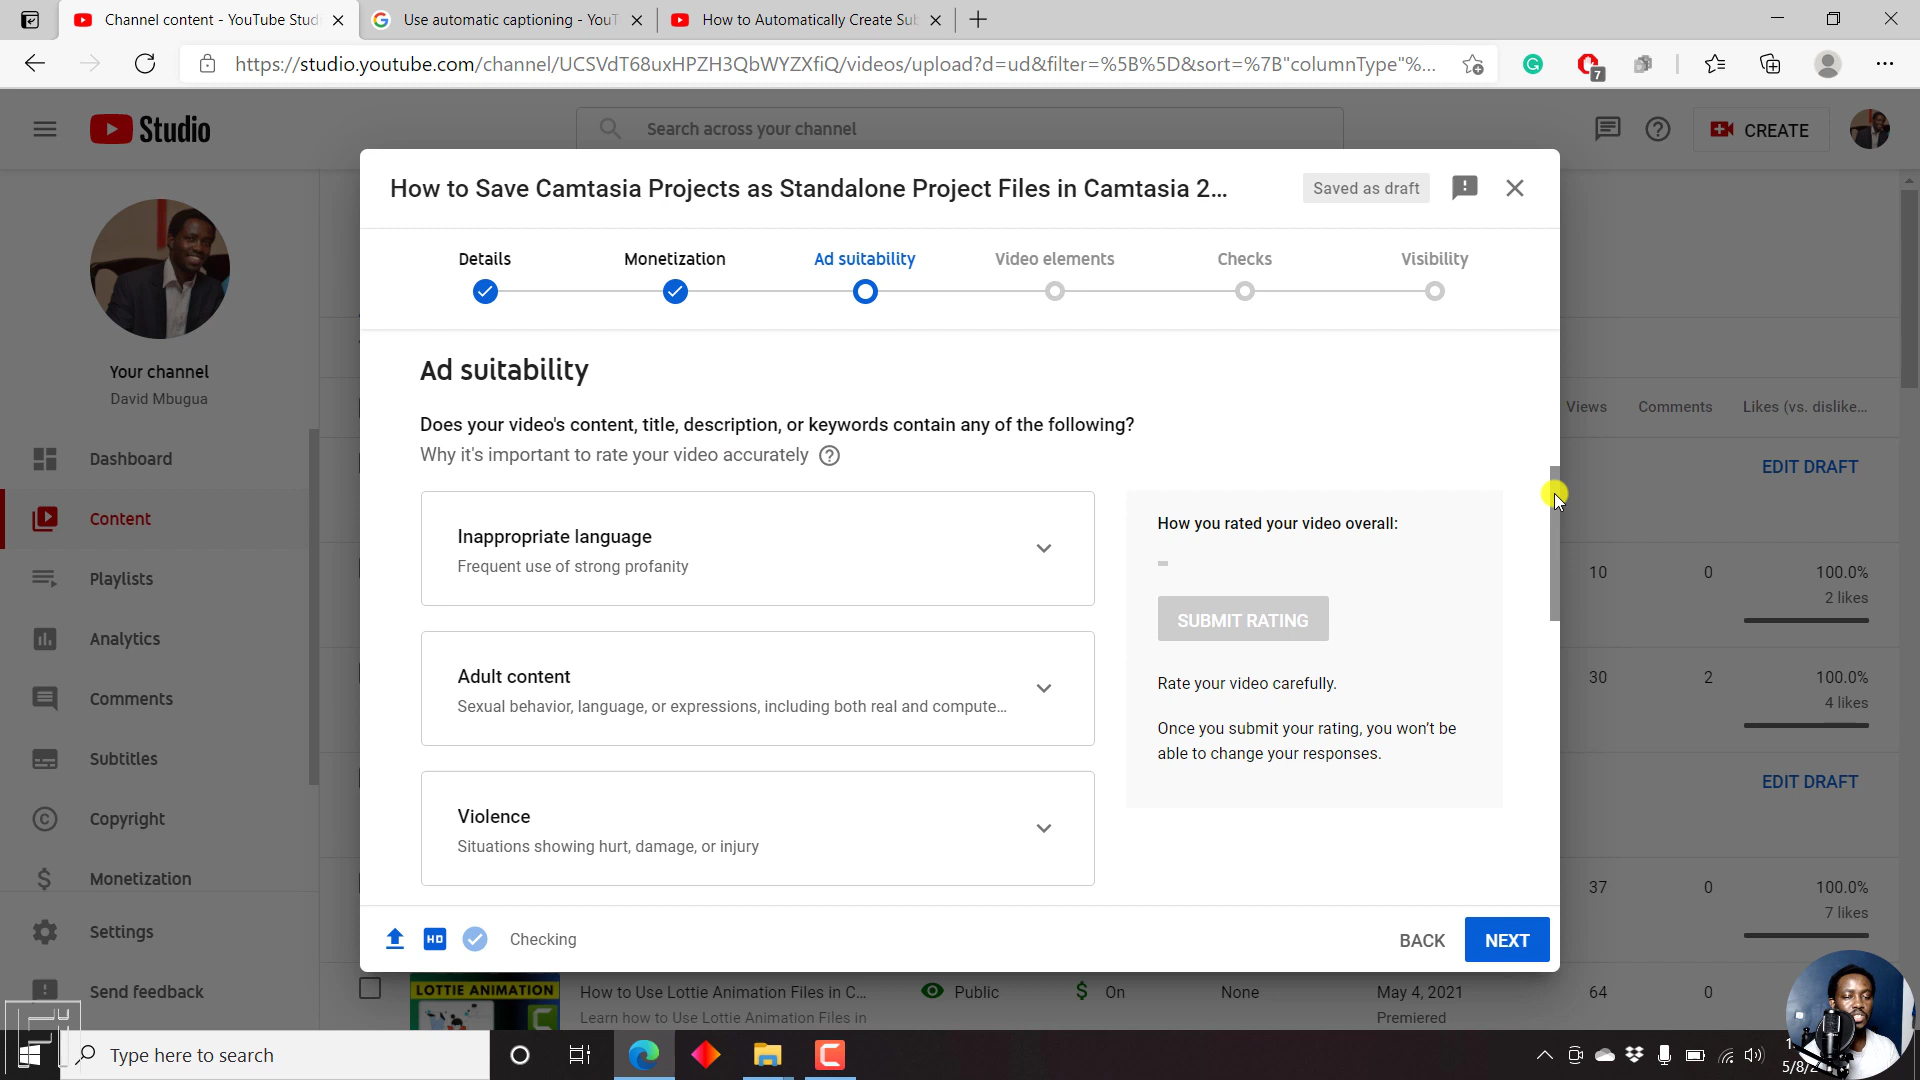 Channel content - YouTube Stud
Use automatic captioning - YouT
How to Automatically Create Sub
https://studio.youtube.com/channel/UCSVdT68uxHPZH3QbWYZXfiQ/videos/upload?d=ud&filter=%5B%5D&sort=%7B"columnType"%...
7
Studio
Search across your channel
CREATE
How to Save Camtasia Projects as Standalone Project Files in Camtasia 2...
Saved as draft
Details
Monetization
Ad suitability
Video elements
Checks
Visibility
Your channel
David Mbugua
Dashboard
Content
Playlists
Analytics
Comments
Subtitles
Copyright
Monetization
Settings
Send feedback
Ad suitability
Does your video's content, title, description, or keywords contain any of the following?
Why it's important to rate your video accurately
Inappropriate language
Frequent use of strong profanity
Adult content
Sexual behavior, language, or expressions, including both real and compute...
Violence
Situations showing hurt, damage, or injury
How you rated your video overall:
-
SUBMIT RATING
Rate your video carefully.
Once you submit your rating, you won't be
able to change your responses.
HD
Checking
BACK
NEXT
Views
Comments
Likes (vs. dislike...
EDIT DRAFT
10
0
100.0%
2 likes
30
2
100.0%
4 likes
EDIT DRAFT
37
0
100.0%
7 likes
LOTTIE ANIMATION
How to Use Lottie Animation Files in C...
Learn how to Use Lottie Animation Files in
Public
On
None
May 4, 2021
Premiered
64
0
Type here to search